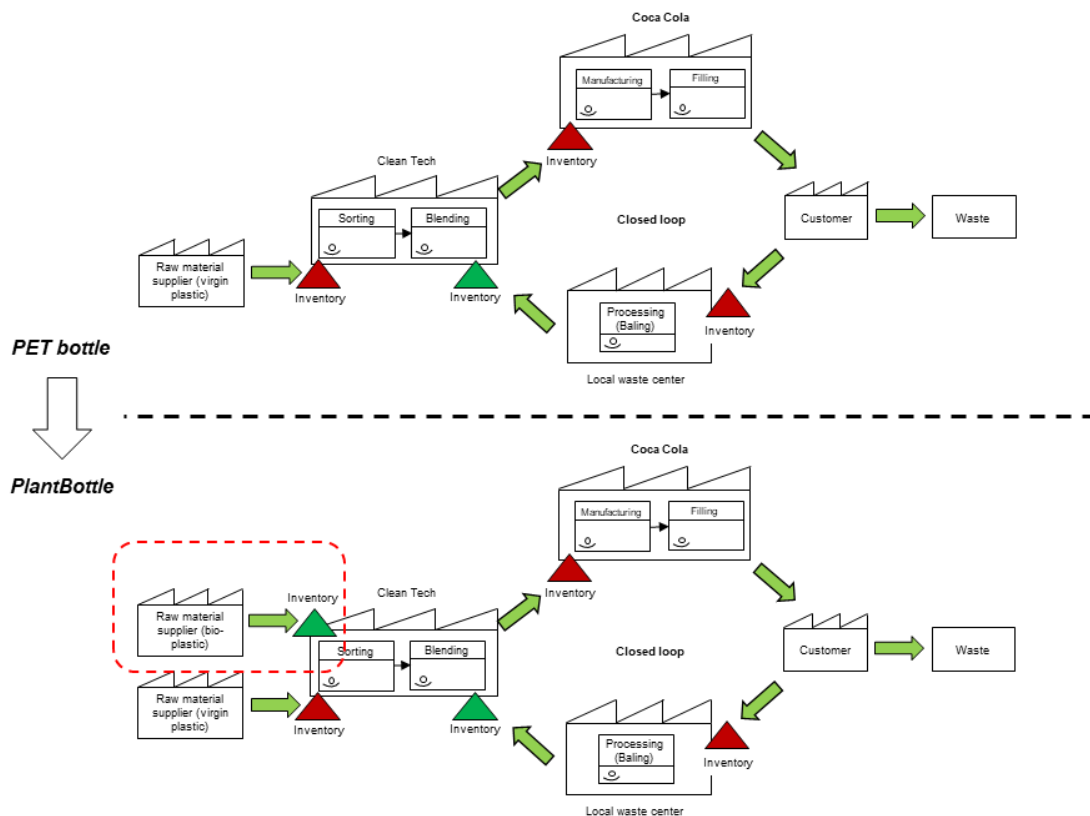 Coca Cola
Manufacturing
Filling
Inventory
Clean Tech
Sorting
Blending
Closed loop
Customer
Waste
Raw material
supplier (virgin
plastic)
Inventory
Inventory
Processing
(Baling)
Inventory
Local waste center
PET bottle
PlantBottle
Coca Cola
Manufacturing
Filling
Inventory
Clean Tech
Inventory
Raw material
supplier (bio-
plastic)
Sorting
Blending
Closed loop
Customer
Waste
Raw material
supplier (virgin
plastic)
Inventory
Inventory
Processing
(Baling)
Inventory
Local waste center